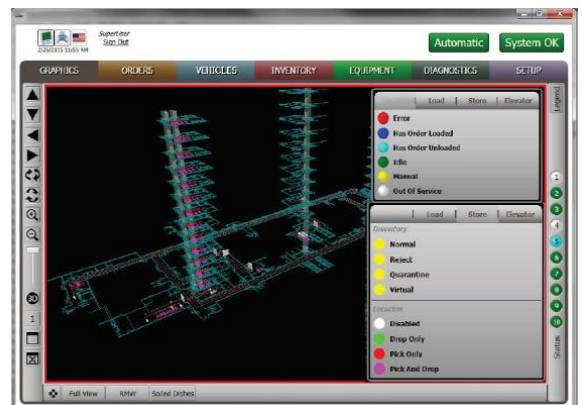 SuperUser
Sign Out
2/26/2015 11:55 AM
Automatic
System OK
GRAPHICS
ORDERS
VEHICLES
INVENTORY
EQUIPMENT
DIAGNOSTICS
SETUP
Legend
Load | Store | Elevator
Error
Has Order Loaded
Has Order Unloaded
Idle
Manual
Out Of Service
Load | Store | Elevator
Inventory
Normal
Reject
Quarantine
Virtual
Location
Disabled
Drop Only
Pick Only
Pick And Drop
1
2
3
4
5
6
7
8
9
10
Status
3D
1
Full View
RMW
Soiled Dishes